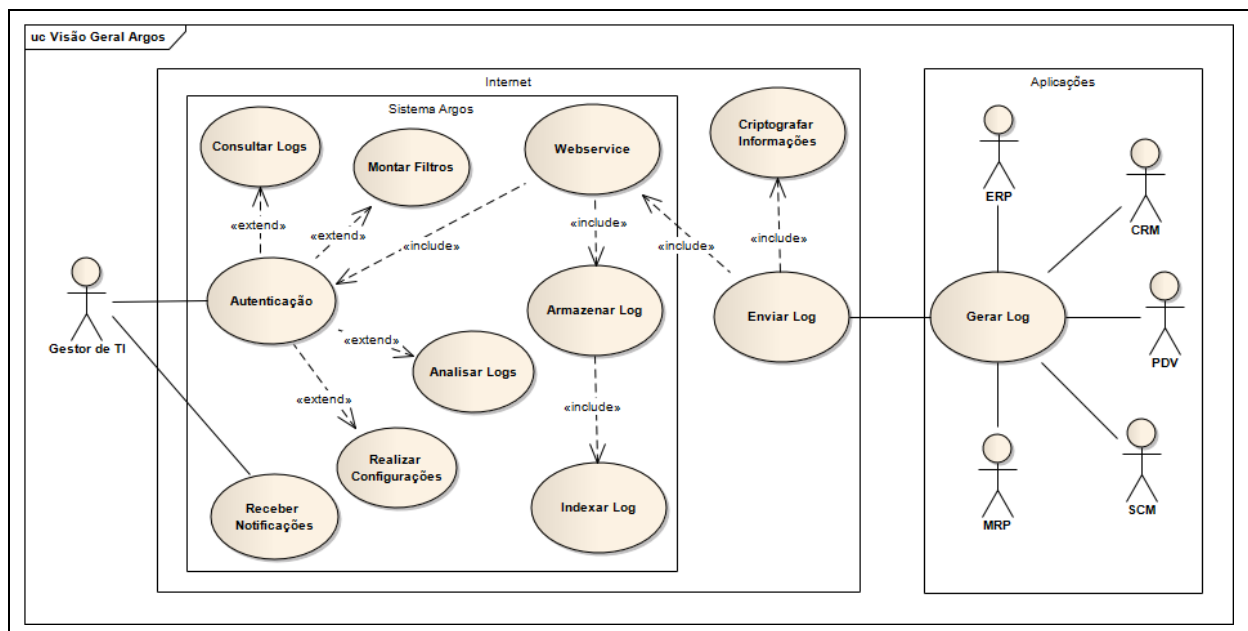 uc Visão Geral Argos
Internet
Aplicações
Sistema Argos
Consultar Logs
Montar Filtros
Webservice
Criptografar
Informações
ERP
CRM
«extend»
«extend»
«include»
«include»
«include»
«include»
Gestor de TI
Autenticação
Armazenar Log
Enviar Log
Gerar Log
PDV
«extend»
Analisar Logs
«extend»
«include»
Realizar
Configurações
Receber
Notificações
Indexar Log
MRP
SCM